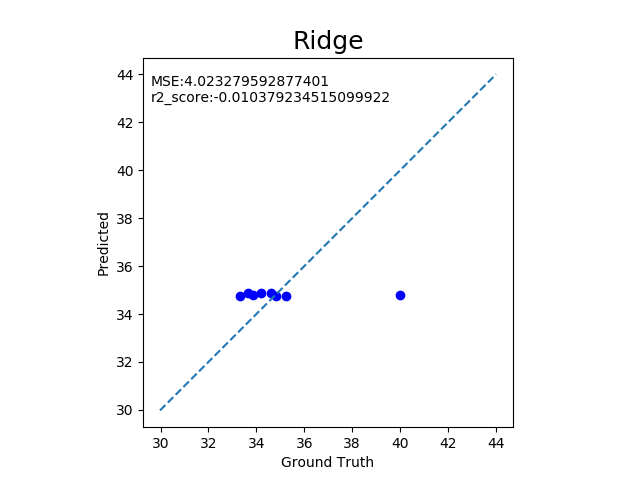 Ridge
MSE:4.023279592877401
r2_score:-0.010379234515099922
44
42
40
38
36
34
32
30
Predicted
30 32 34 36 38 40 42 44
Ground Truth